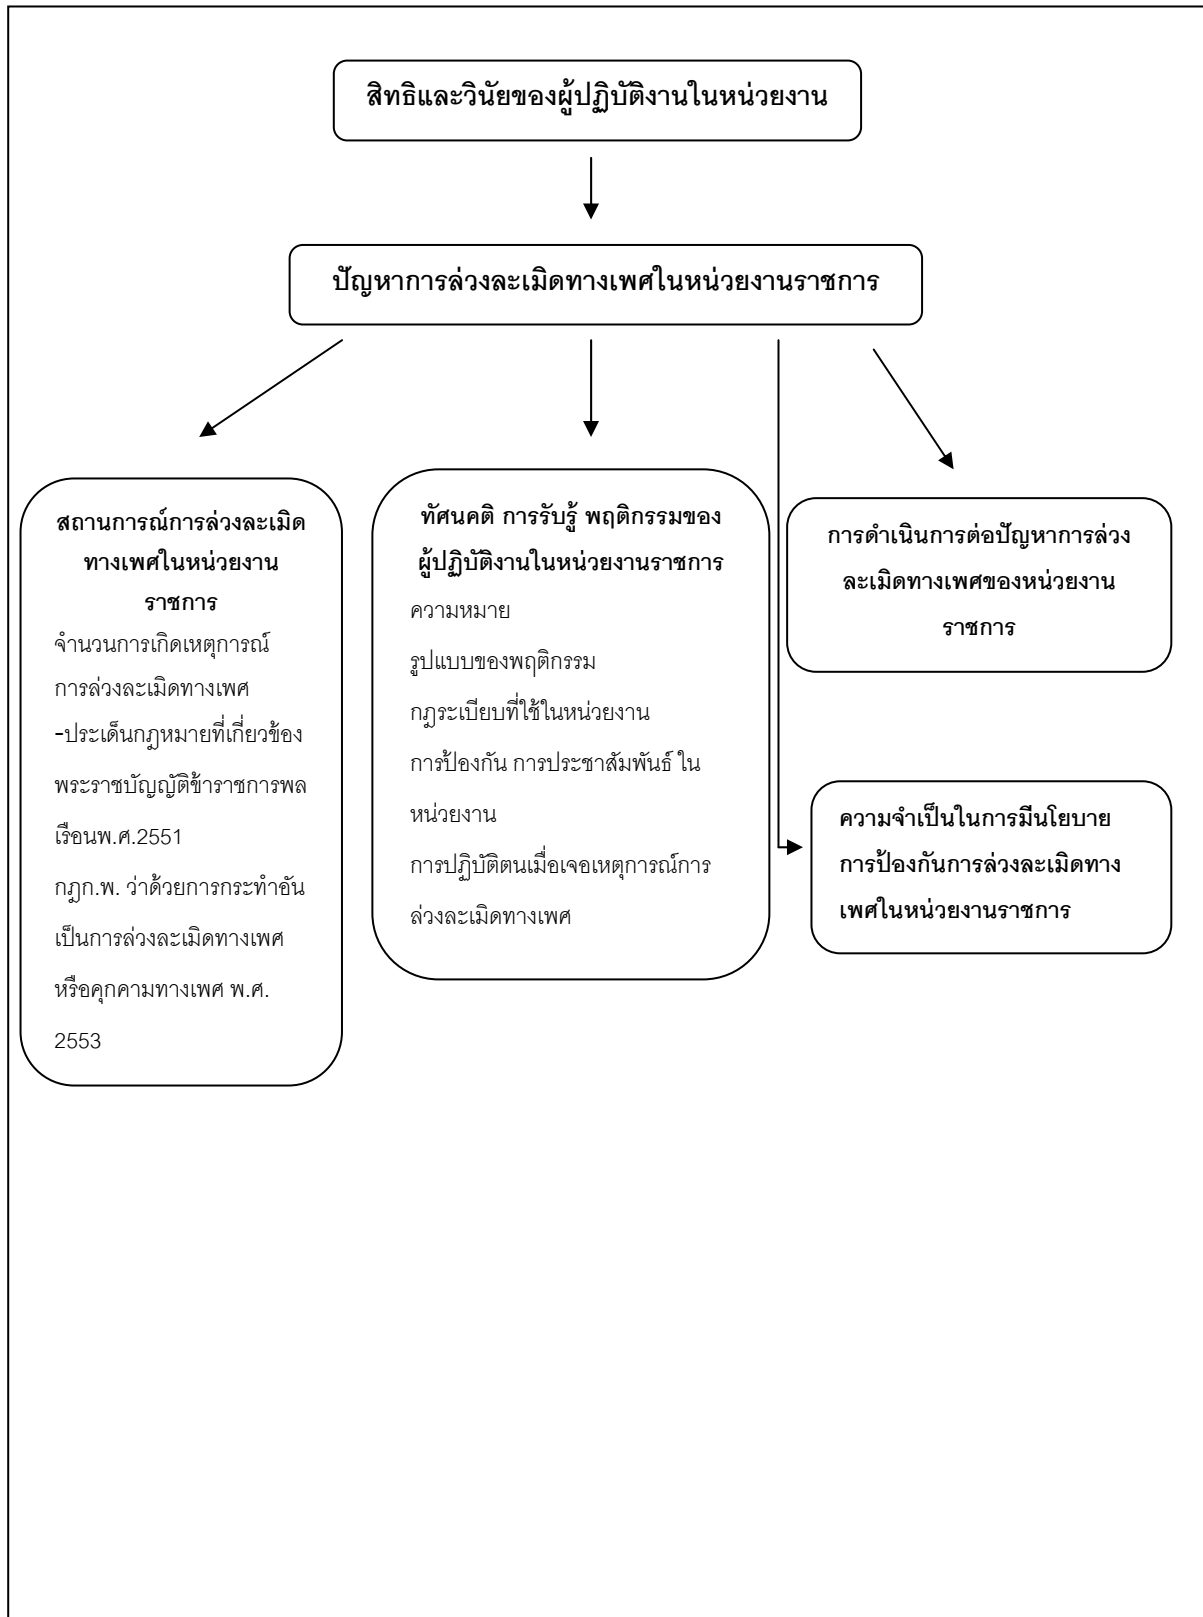 สิทธิและวินัยของผู้ปฏิบัติงานในหน่วยงาน
ปัญหาการล่วงละเมิดทางเพศในหน่วยงานราชการ
สถานการณ์การล่วงละเมิด
ทางเพศในหน่วยงาน
ราชการ
จำนวนการเกิดเหตุการณ์
การล่วงละเมิดทางเพศ
-ประเด็นกฎหมายที่เกี่ยวข้อง
พระราชบัญญัติข้าราชการพล
เรือนพ.ศ.2551
กฎก.พ. ว่าด้วยการกระทำอัน
เป็นการล่วงละเมิดทางเพศ
หรือคุกคามทางเพศ พ.ศ.
2553
ทัศนคติ การรับรู้ พฤติกรรมของ
ผู้ปฏิบัติงานในหน่วยงานราชการ
ความหมาย
รูปแบบของพฤติกรรม
กฎระเบียบที่ใช้ในหน่วยงาน
การป้องกัน การประชาสัมพันธ์ ใน
หน่วยงาน
การปฏิบัติตนเมื่อเจอเหตุการณ์การ
ล่วงละเมิดทางเพศ
การดำเนินการต่อปัญหาการล่วง
ละเมิดทางเพศของหน่วยงาน
ราชการ
ความจำเป็นในการมีนโยบาย
การป้องกันการล่วงละเมิดทาง
เพศในหน่วยงานราชการ